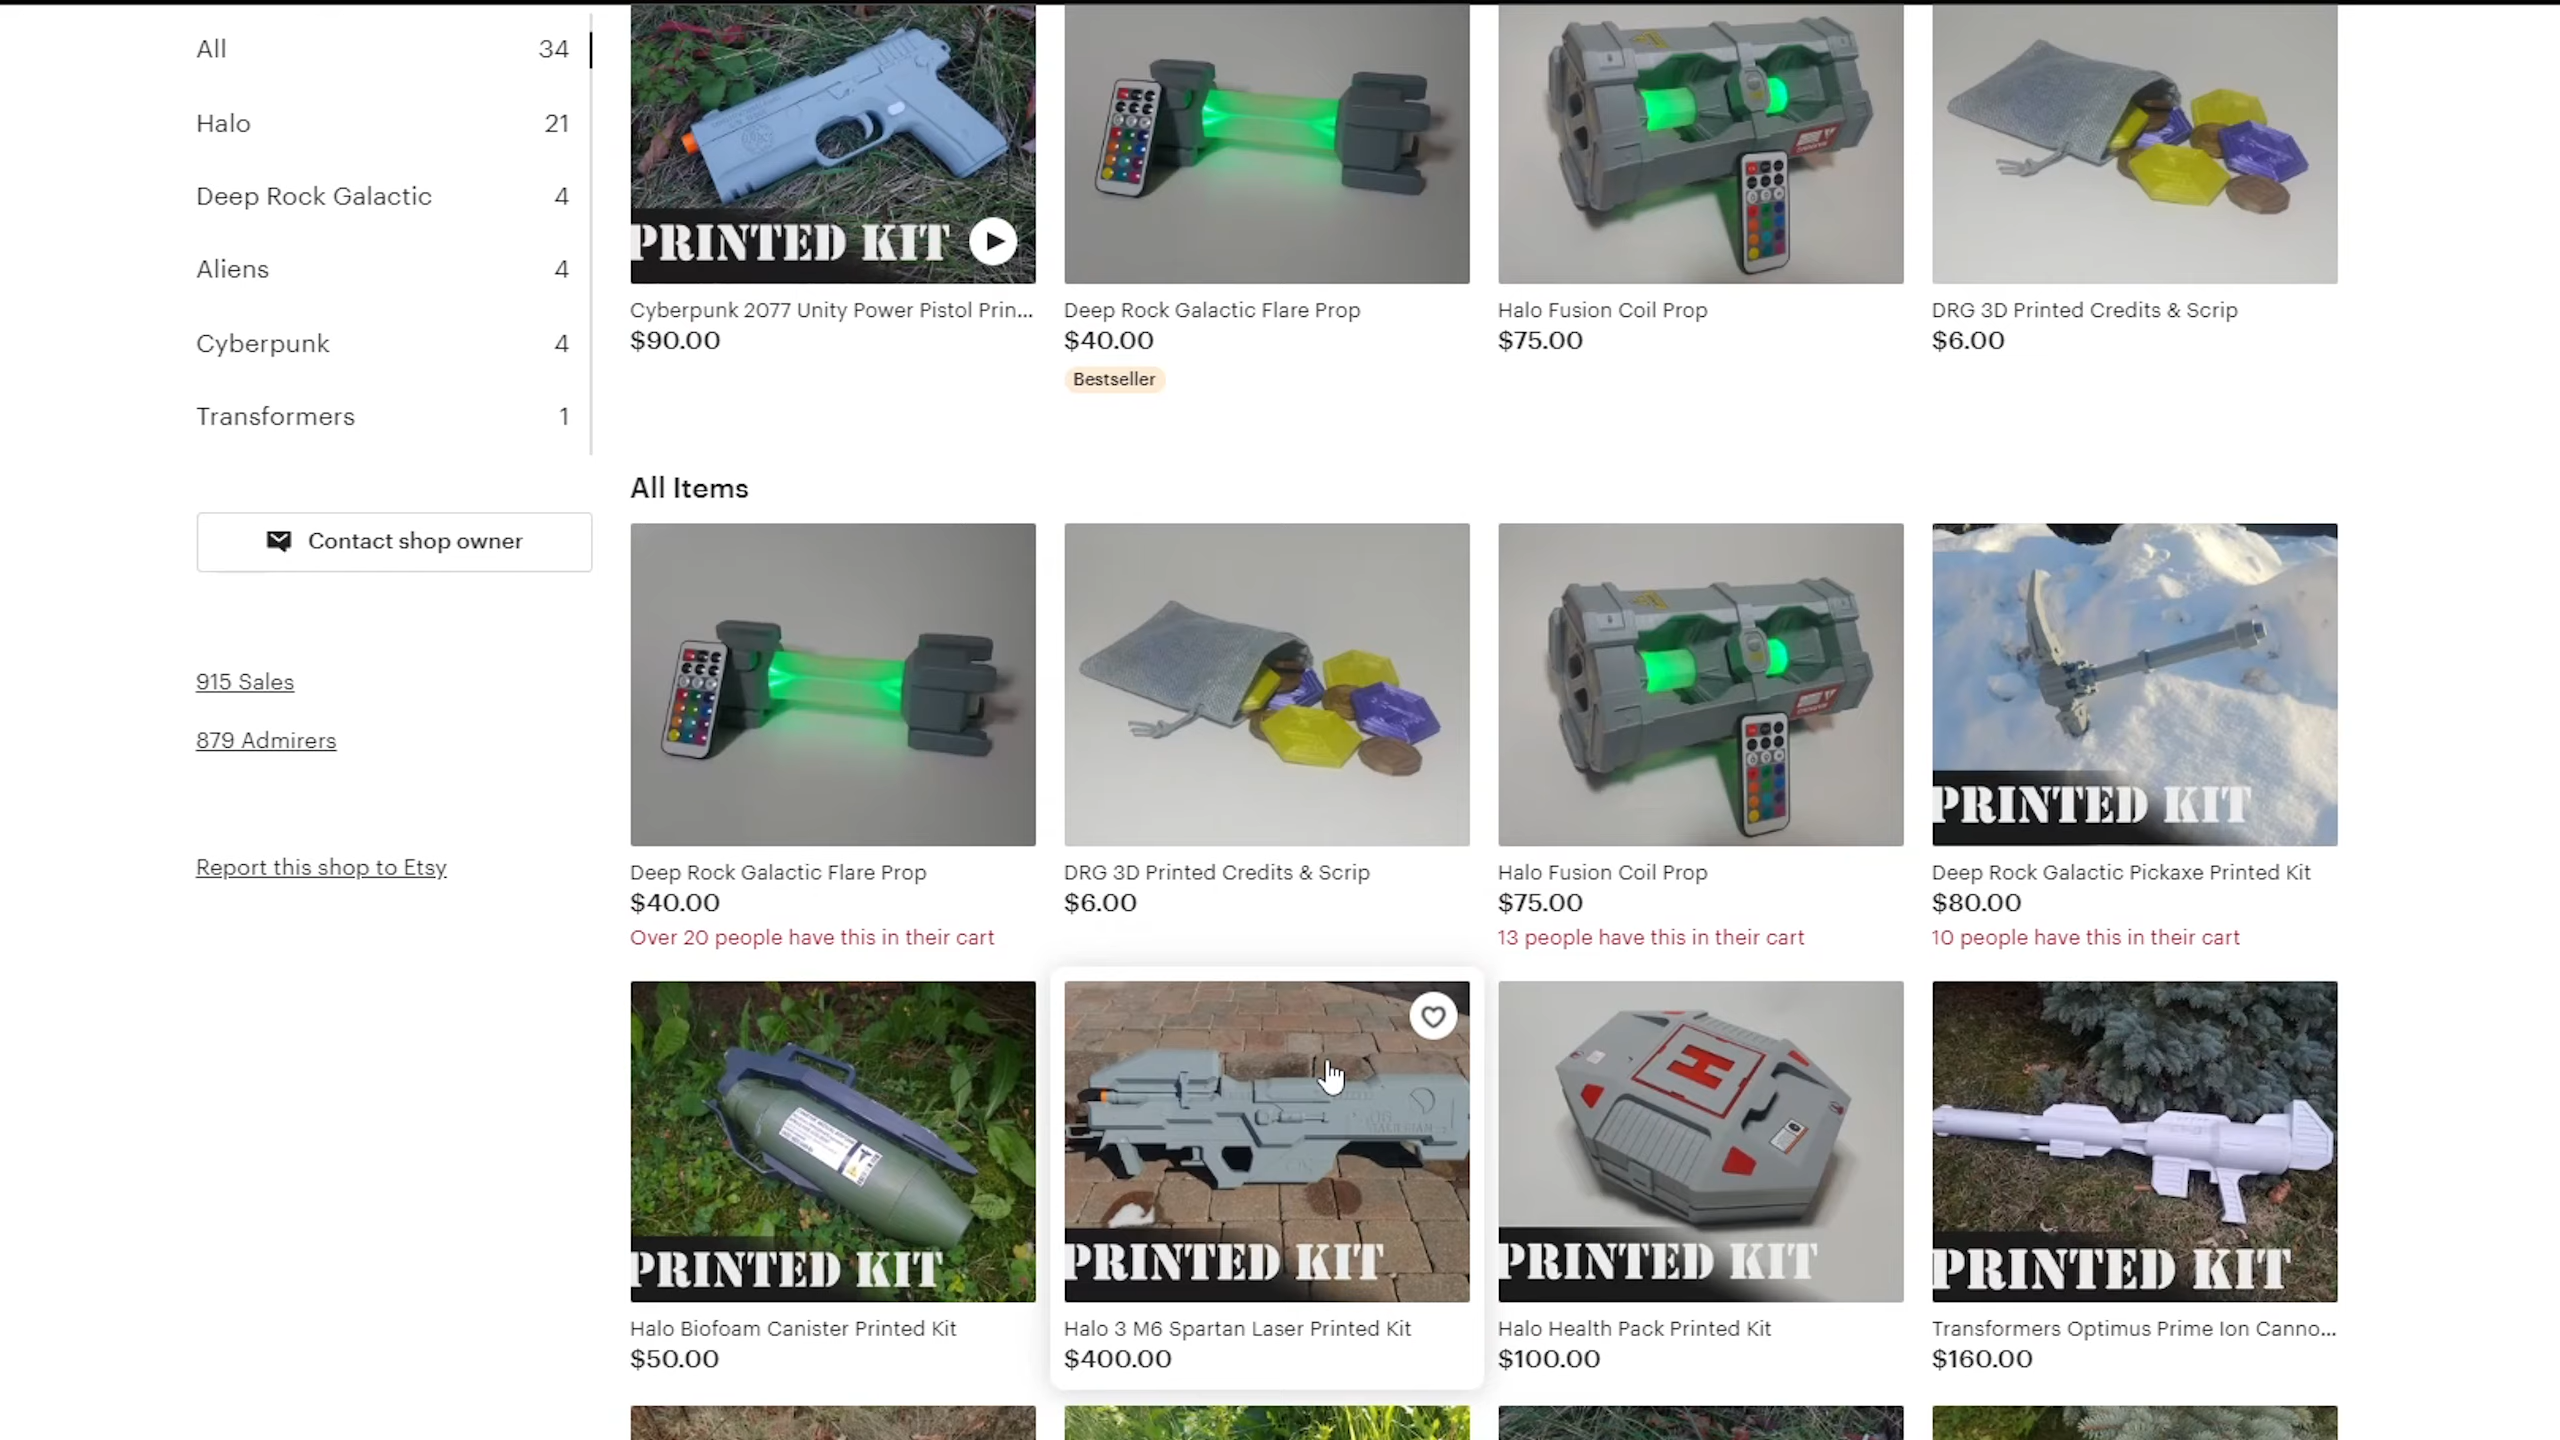 All 34
Halo 21
Deep Rock Galactic 4
Aliens 4
Cyberpunk 4
Transformers 1
Contact shop owner
915 Sales
879 Admirers
Report this shop to Etsy
PRINTED KIT
Cyberpunk 2077 Unity Power Pistol Prin...
$90.00
Deep Rock Galactic Flare Prop
$40.00
Bestseller
Halo Fusion Coil Prop
$75.00
DRG 3D Printed Credits & Scrip
$6.00
All Items
Deep Rock Galactic Flare Prop
$40.00
Over 20 people have this in their cart
DRG 3D Printed Credits & Scrip
$6.00
Halo Fusion Coil Prop
$75.00
13 people have this in their cart
PRINTED KIT
Deep Rock Galactic Pickaxe Printed Kit
$80.00
10 people have this in their cart
PRINTED KIT
Halo Biofoam Canister Printed Kit
$50.00
PRINTED KIT
Halo 3 M6 Spartan Laser Printed Kit
$400.00
H
PRINTED KIT
Halo Health Pack Printed Kit
$100.00
PRINTED KIT
Transformers Optimus Prime Ion Canno...
$160.00